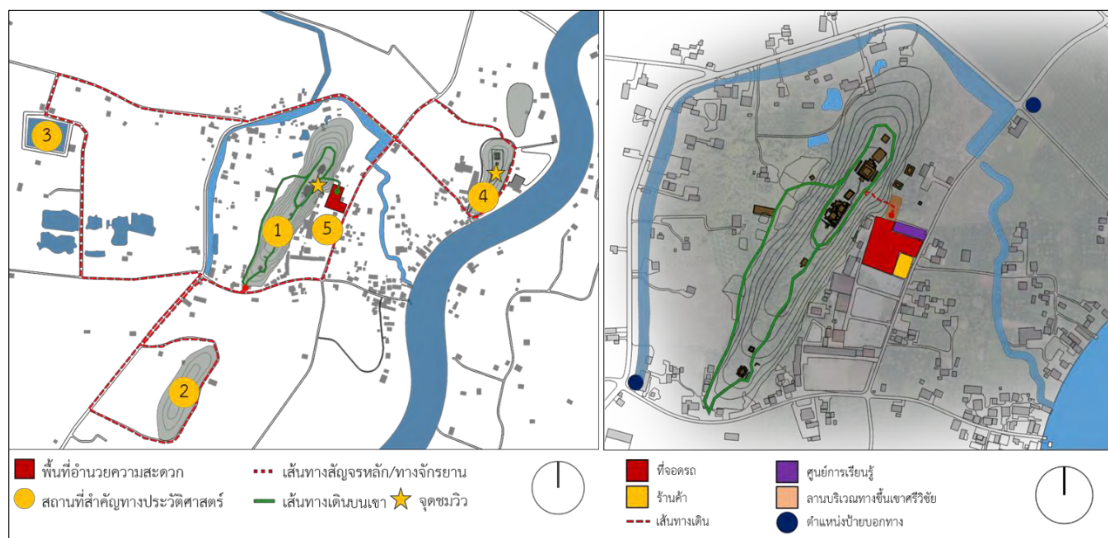 3
4
1
5
2
พื้นที่อำนวยความสะดวก
เส้นทางสัญจรหลัก/ทางจักรยาน
สถานที่สำคัญทางประวัติศาสตร์
เส้นทางเดินบนเขา
จุดชมวิว
ที่จอดรถ
ศูนย์การเรียนรู้
ร้านค้า
ลานบริเวณทางขึ้นเขาศรีวิชัย
เส้นทางเดิน
ตำแหน่งป้ายบอกทาง